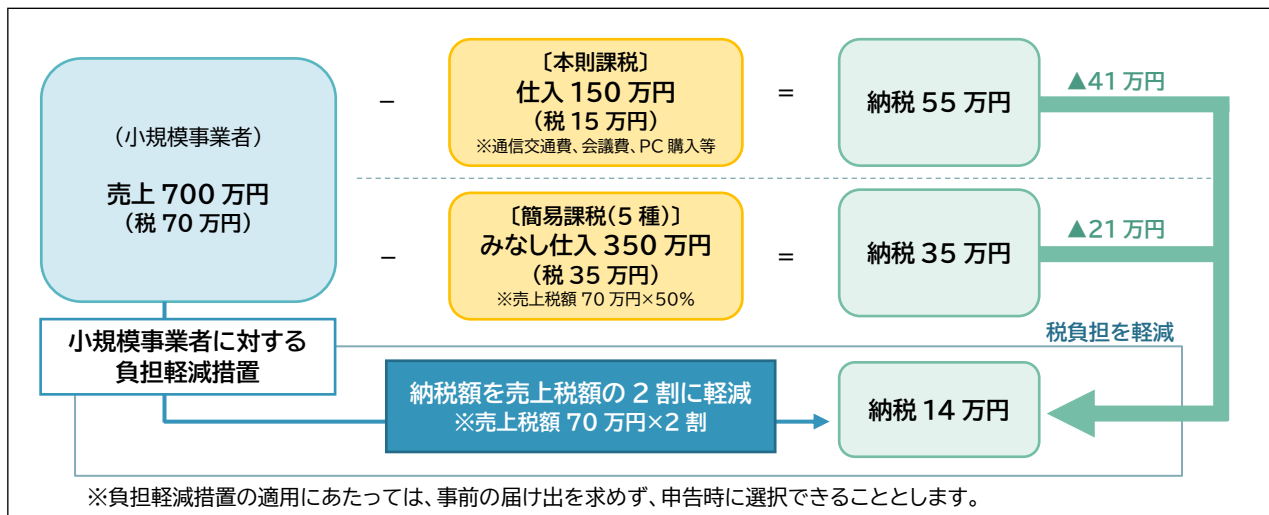 （小規模事業者）
売上 700 万円
（税 70 万円）
－
〔本則課税〕
仕入 150 万円
（税 15 万円）
※通信交通費、会議費、PC 購入等
＝
納税 55 万円
▲41 万円
－
〔簡易課税(5 種)〕
みなし仕入 350 万円
（税 35 万円）
※売上税額 70 万円×50％
＝
納税 35 万円
▲21 万円
税負担を軽減
小規模事業者に対する
負担軽減措置
納税額を売上税額の 2 割に軽減
※売上税額 70 万円×2 割
納税 14 万円
※負担軽減措置の適用にあたっては、事前の届け出を求めず、申告時に選択できることとします。